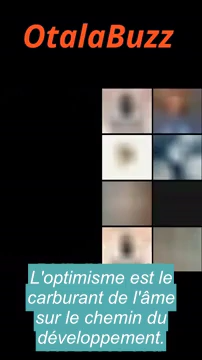 OtalaBuzz
L'optimisme est le
carburant de l'âme
sur le chemin du
développement.